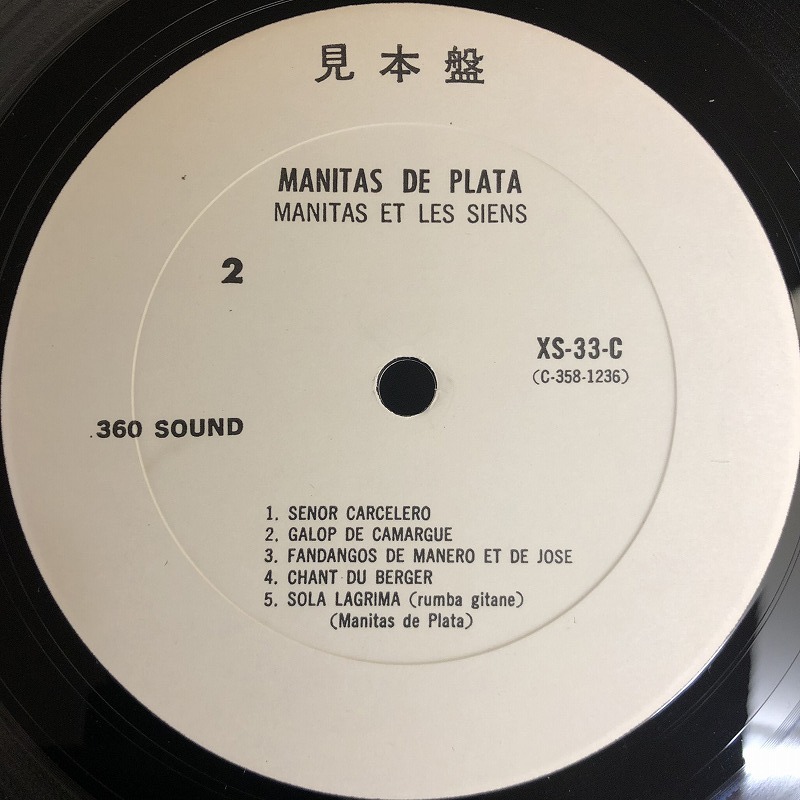 見本盤
MANITAS DE PLATA
MANITAS ET LES SIENS
2
XS-33-C
(C-358-1236)
360 SOUND
1. SENOR CARCELERO
2. GALOP DE CAMARGUE
3. FANDANGOS DE MANERO ET DE JOSE
4. CHANT DU BERGER
5. SOLA LAGRIMA (rumba gitane)
(Manitas de Plata)